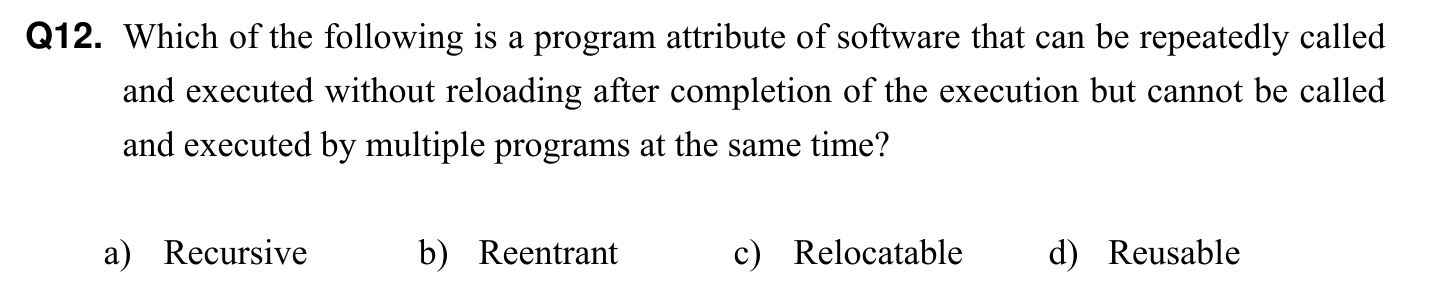 Q12. Which of the following is a program attribute of software that can be repeatedly called
and executed without reloading after completion of the execution but cannot be called
and executed by multiple programs at the same time?
a) Recursive b) Reentrant c) Relocatable d) Reusable